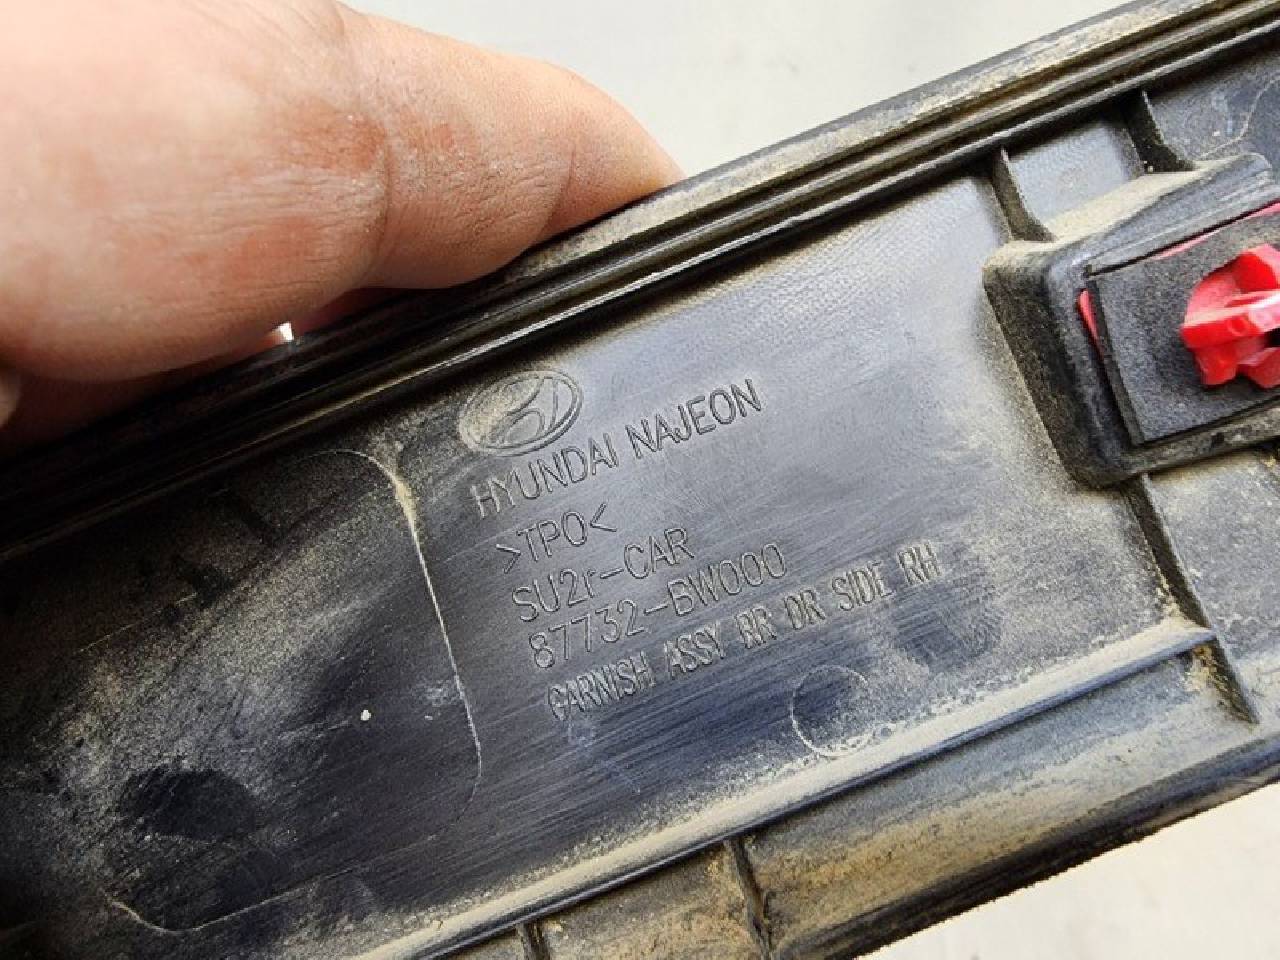 HYUNDAI NAJEON
>TPO<
SU2r-CAR
87732-BW000
GARNISH ASSY RR DR SIDE RH